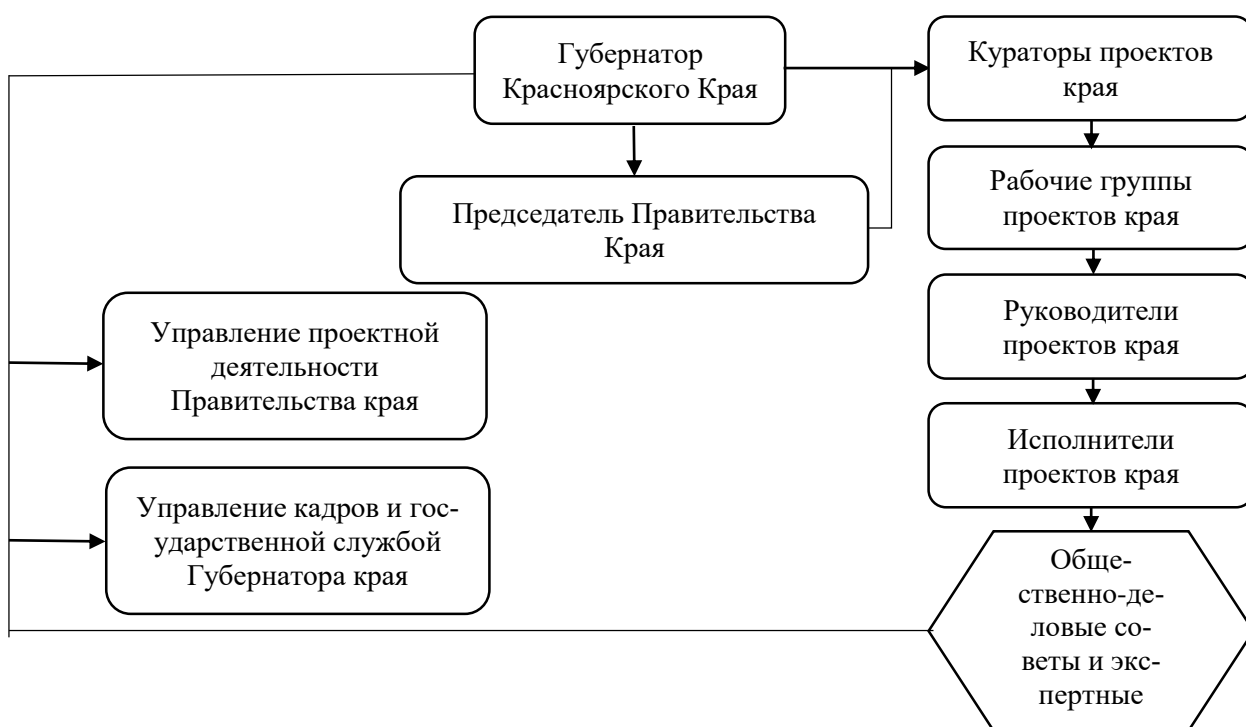 Губернатор
Красноярского Края
Кураторы проектов
края
Председатель Правительства
Края
Рабочие группы
проектов края
Управление проектной
деятельности
Правительства края
Руководители
проектов края
Исполнители
проектов края
Управление кадров и гос-
ударственной службой
Губернатора края
Обще-
ственно-де-
ловые со-
веты и экс-
пертные